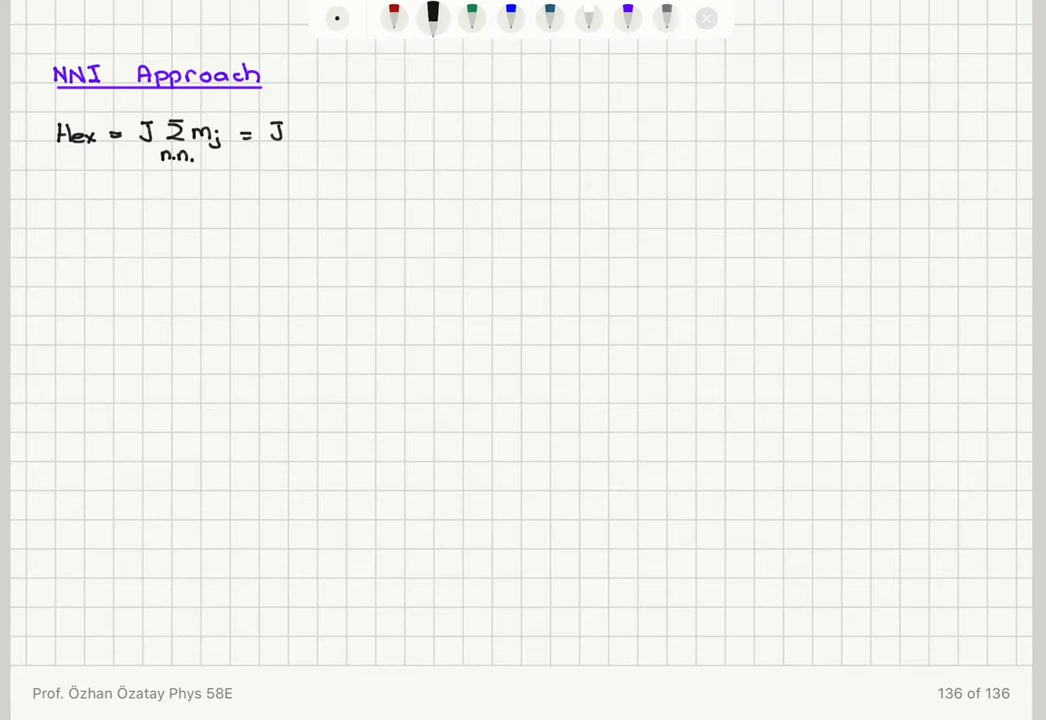 NNI Approach
Hex = J Σ mj = J
n.n.
Prof. Özhan Özatay Phys 58E
136 of 136